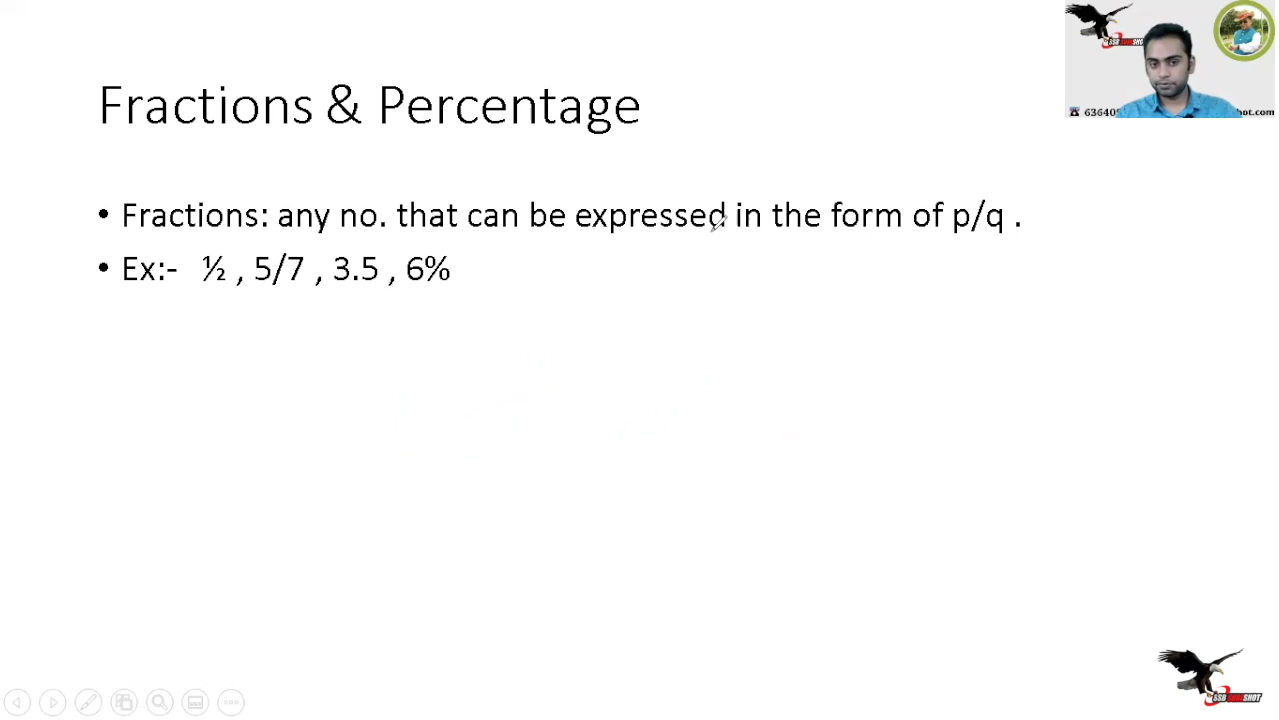 Fractions & Percentage
• Fractions: any no. that can be expressed in the form of p/q .
• Ex:- ½ , 5/7 , 3.5 , 6%